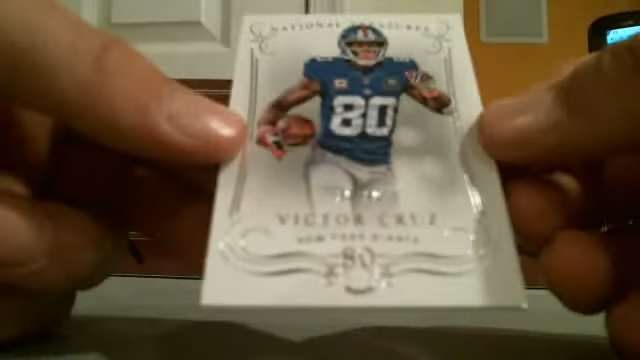 NATIONAL TREASURES
80
VICTOR CRUZ
NEW YORK GIANTS
80